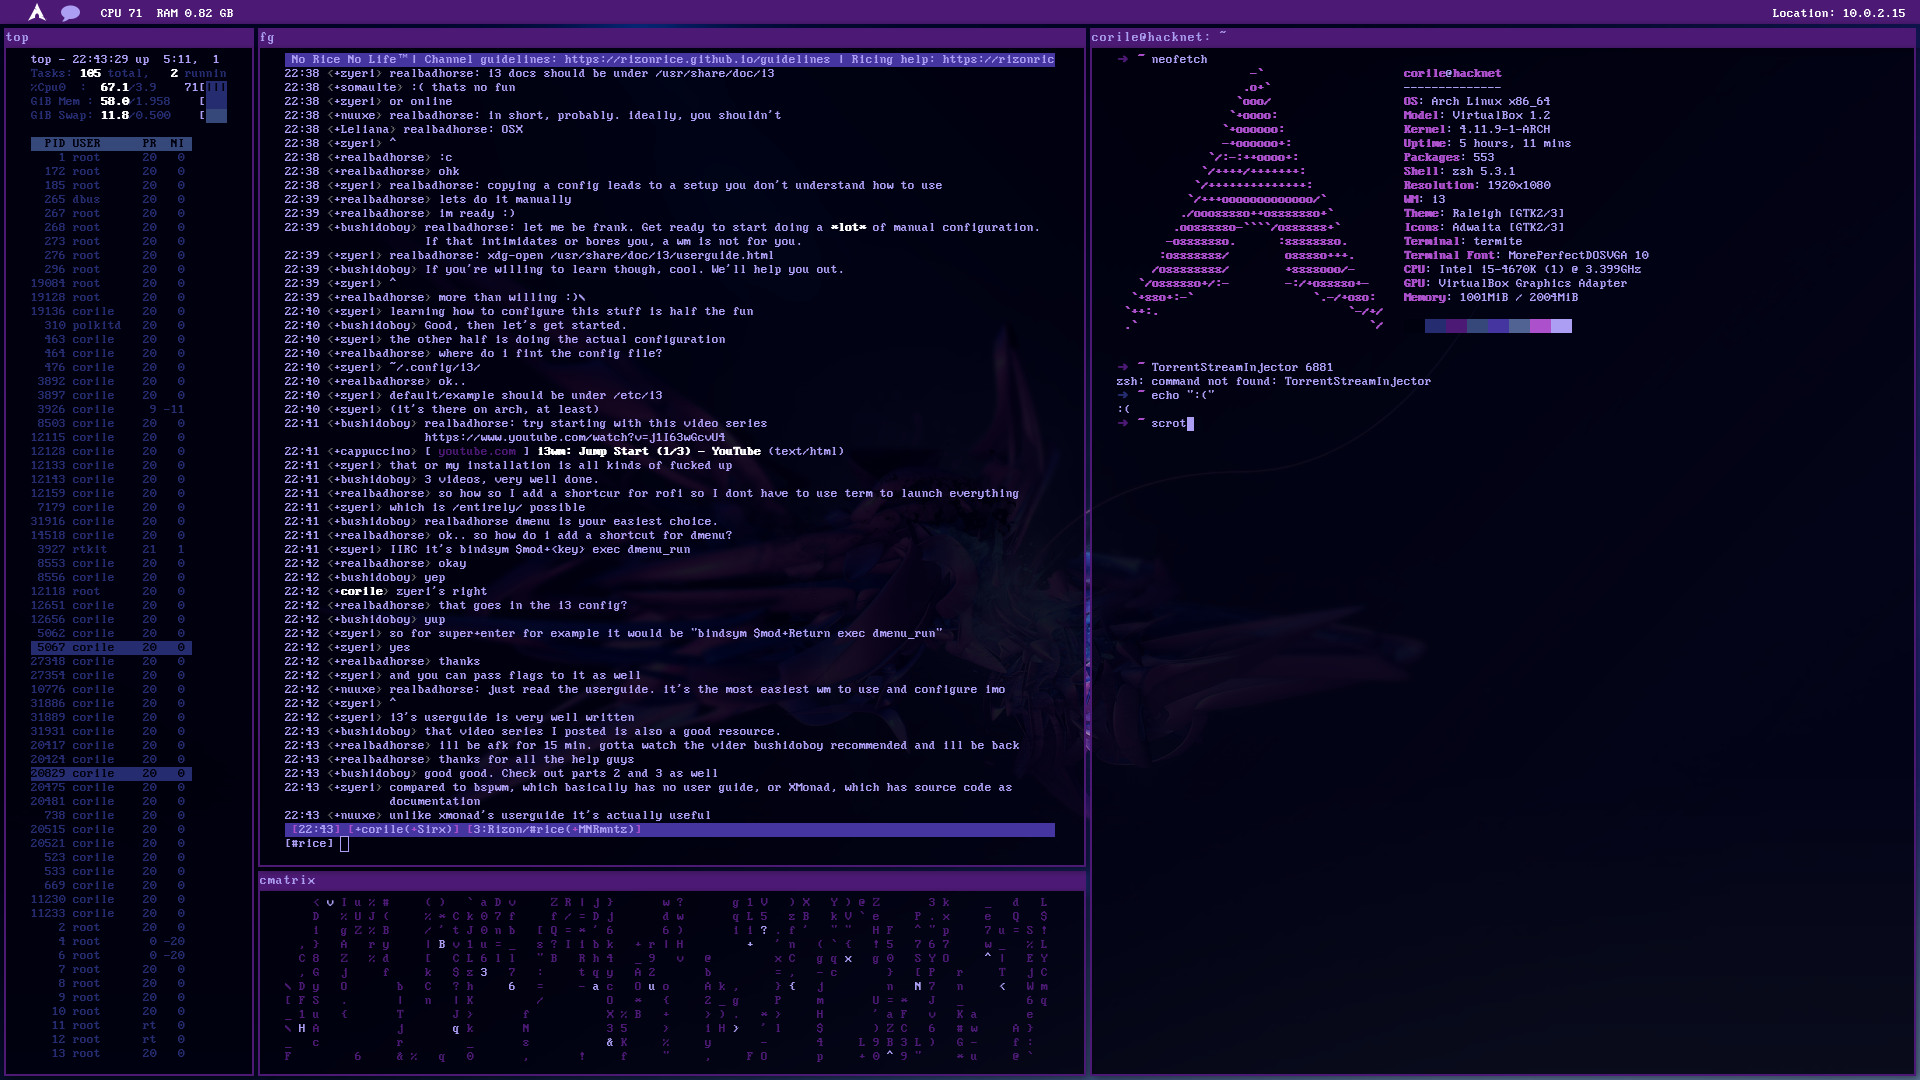 CPU 71  RAM 0.82 GB
Location: 10.0.2.15
top
top - 22:43:29 up  5:11,  1
Tasks: 105 total,   2 runnin
%Cpu0  :  67.1/3.9    71[|||
GiB Mem : 58.0/1.958    [
GiB Swap: 11.8/0.500    [
PID USER      PR  NI
1 root      20   0
172 root      20   0
185 root      20   0
265 dbus      20   0
267 root      20   0
268 root      20   0
273 root      20   0
276 root      20   0
296 root      20   0
19084 root      20   0
19128 root      20   0
19136 corile    20   0
310 polkitd   20   0
463 corile    20   0
464 corile    20   0
476 corile    20   0
3892 corile    20   0
3897 corile    20   0
3926 corile     9 -11
8503 corile    20   0
12115 corile    20   0
12128 corile    20   0
12133 corile    20   0
12143 corile    20   0
12159 corile    20   0
7179 corile    20   0
31916 corile    20   0
14518 corile    20   0
3927 rtkit     21   1
8553 corile    20   0
8556 corile    20   0
12118 root      20   0
12651 corile    20   0
12656 corile    20   0
5062 corile    20   0
5067 corile    20   0
27348 corile    20   0
27354 corile    20   0
10776 corile    20   0
31886 corile    20   0
31889 corile    20   0
31931 corile    20   0
20417 corile    20   0
20424 corile    20   0
20829 corile    20   0
20475 corile    20   0
20481 corile    20   0
738 corile    20   0
20515 corile    20   0
20521 corile    20   0
523 corile    20   0
533 corile    20   0
669 corile    20   0
11230 corile    20   0
11233 corile    20   0
2 root      20   0
4 root       0 -20
6 root       0 -20
7 root      20   0
8 root      20   0
9 root      20   0
10 root      20   0
11 root      rt   0
12 root      rt   0
13 root      20   0
fg
No Rice No Life™| Channel guidelines: https://rizonrice.github.io/guidelines | Ricing help: https://rizonric
22:38 <+zyeri> realbadhorse: i3 docs should be under /usr/share/doc/i3
22:38 <+somaulte> :( thats no fun
22:38 <+zyeri> or online
22:38 <+nuuxe> realbadhorse: in short, probably. ideally, you shouldn't
22:38 <+Leliana> realbadhorse: OSX
22:38 <+zyeri> ^
22:38 <+realbadhorse> :c
22:38 <+realbadhorse> ohk
22:38 <+zyeri> realbadhorse: copying a config leads to a setup you don't understand how to use
22:39 <+realbadhorse> lets do it manually
22:39 <+realbadhorse> im ready :)
22:39 <+bushidoboy> realbadhorse: let me be frank. Get ready to start doing a *lot* of manual configuration.
If that intimidates or bores you, a wm is not for you.
22:39 <+zyeri> realbadhorse: xdg-open /usr/share/doc/i3/userguide.html
22:39 <+bushidoboy> If you're willing to learn though, cool. We'll help you out.
22:39 <+zyeri> ^
22:39 <+realbadhorse> more than willing :)\
22:40 <+zyeri> learning how to configure this stuff is half the fun
22:40 <+bushidoboy> Good, then let's get started.
22:40 <+zyeri> the other half is doing the actual configuration
22:40 <+realbadhorse> where do i fint the config file?
22:40 <+zyeri> ~/.config/i3/
22:40 <+realbadhorse> ok..
22:40 <+zyeri> default/example should be under /etc/i3
22:40 <+zyeri> (it's there on arch, at least)
22:41 <+bushidoboy> realbadhorse: try starting with this video series
https://www.youtube.com/watch?v=j1I63wGcvU4
22:41 <+cappuccino> [ youtube.com ] i3wm: Jump Start (1/3) - YouTube (text/html)
22:41 <+zyeri> that or my installation is all kinds of fucked up
22:41 <+bushidoboy> 3 videos, very well done.
22:41 <+realbadhorse> so how so I add a shortcur for rofi so I dont have to use term to launch everything
22:41 <+zyeri> which is /entirely/ possible
22:41 <+bushidoboy> realbadhorse dmenu is your easiest choice.
22:41 <+realbadhorse> ok.. so how do i add a shortcut for dmenu?
22:41 <+zyeri> IIRC it's bindsym $mod+<key> exec dmenu_run
22:42 <+realbadhorse> okay
22:42 <+bushidoboy> yep
22:42 <+corile> zyeri's right
22:42 <+realbadhorse> that goes in the i3 config?
22:42 <+bushidoboy> yup
22:42 <+zyeri> so for super+enter for example it would be "bindsym $mod+Return exec dmenu_run"
22:42 <+zyeri> yes
22:42 <+realbadhorse> thanks
22:42 <+zyeri> and you can pass flags to it as well
22:42 <+nuuxe> realbadhorse: just read the userguide. it's the most easiest wm to use and configure imo
22:42 <+zyeri> ^
22:42 <+zyeri> i3's userguide is very well written
22:43 <+bushidoboy> that video series I posted is also a good resource.
22:43 <+realbadhorse> ill be afk for 15 min. gotta watch the vider bushidoboy recommended and ill be back
22:43 <+realbadhorse> thanks for all the help guys
22:43 <+bushidoboy> good good. Check out parts 2 and 3 as well
22:43 <+zyeri> compared to bspwm, which basically has no user guide, or XMonad, which has source code as
documentation
22:43 <+nuuxe> unlike xmonad's userguide it's actually useful
[22:43] [+corile(+Sirx)] [3:Rizon/#rice(+MNRmntz)]
[#rice]
cmatrix
corile@hacknet: ~
~ neofetch
corile@hacknet
--------------
OS: Arch Linux x86_64
Model: VirtualBox 1.2
Kernel: 4.11.9-1-ARCH
Uptime: 5 hours, 11 mins
Packages: 553
Shell: zsh 5.3.1
Resolution: 1920x1080
WM: i3
Theme: Raleigh [GTK2/3]
Icons: Adwaita [GTK2/3]
Terminal: termite
Terminal Font: MorePerfectDOSVGA 10
CPU: Intel i5-4670K (1) @ 3.399GHz
GPU: VirtualBox Graphics Adapter
Memory: 1001MiB / 2004MiB
→ ~ TorrentStreamInjector 6881
zsh: command not found: TorrentStreamInjector
→ ~ echo ":("
:(
→ ~ scrot